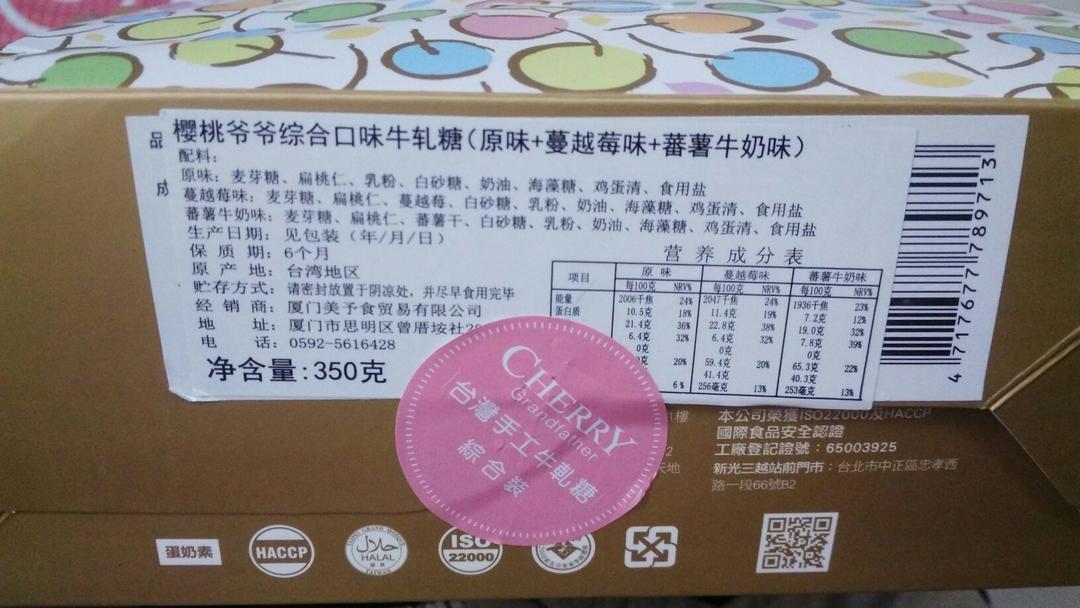 品
成
樱桃爷爷综合口味牛轧糖(原味+蔓越莓味+蕃薯牛奶味)
配料:
原味: 麦芽糖、扁桃仁、乳粉、白砂糖、奶油、海藻糖、鸡蛋清、食用盐
蔓越莓味: 麦芽糖、扁桃仁、蔓越莓、白砂糖、乳粉、奶油、海藻糖、鸡蛋清、食用盐
蕃薯牛奶味: 麦芽糖、扁桃仁、蕃薯干、白砂糖、乳粉、奶油、海藻糖、鸡蛋清、食用盐
生产日期: 见包装(年/月/日)
保 质 期: 6个月
原 产 地: 台湾地区
贮存方式: 请密封放置于阴凉处, 并尽早食用完毕
经 销 商: 厦门美予食贸易有限公司
地 址: 厦门市思明区曾厝垵社2
电 话: 0592-5616428
净含量:350克
营 养 成 分 表
项目 原 味 蔓越莓味 蕃薯牛奶味
每100克 NRV% 每100克 NRV% 每100克 NRV%
能量 2006千焦 24% 2047千焦 24% 1936千焦 23%
蛋白质 10.5克 18% 11.4克 19% 7.2克 12%
21.4克 36% 22.8克 38% 19.0克 32%
6.4克 32% 6.4克 32% 7.8克 39%
0克 0克 0克
克 20% 59.4克 20% 65.3克 22%
41.4克 40.3克
6% 256毫克 13% 253毫克 13%
4 717677 789713
CHERRY
Grandfather
台灣手工牛軋糖
綜合裝
樓
2
天地
本公司榮獲ISO22000及HACCP
國際食品安全認證
工廠登記證號:65003925
新光三越站前門市:台北市中正區忠孝西
路一段66號B2
蛋奶素
HACCP
حلال
HALAL
TAIWAN
ISO
22000